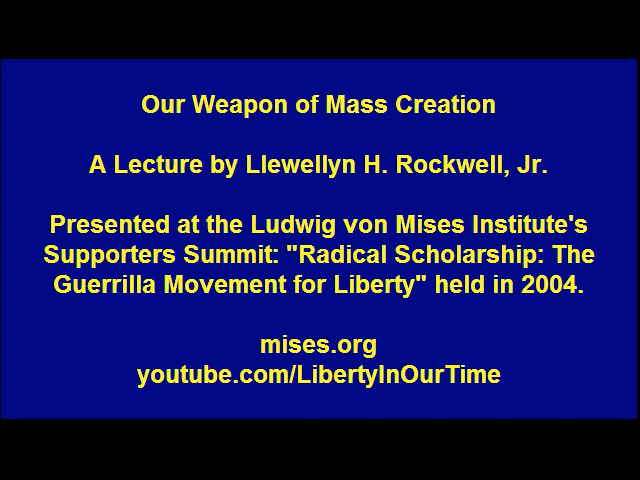 Our Weapon of Mass Creation
A Lecture by Llewellyn H. Rockwell, Jr.
Presented at the Ludwig von Mises Institute's
Supporters Summit: "Radical Scholarship: The
Guerrilla Movement for Liberty" held in 2004.
mises.org
youtube.com/LibertyInOurTime